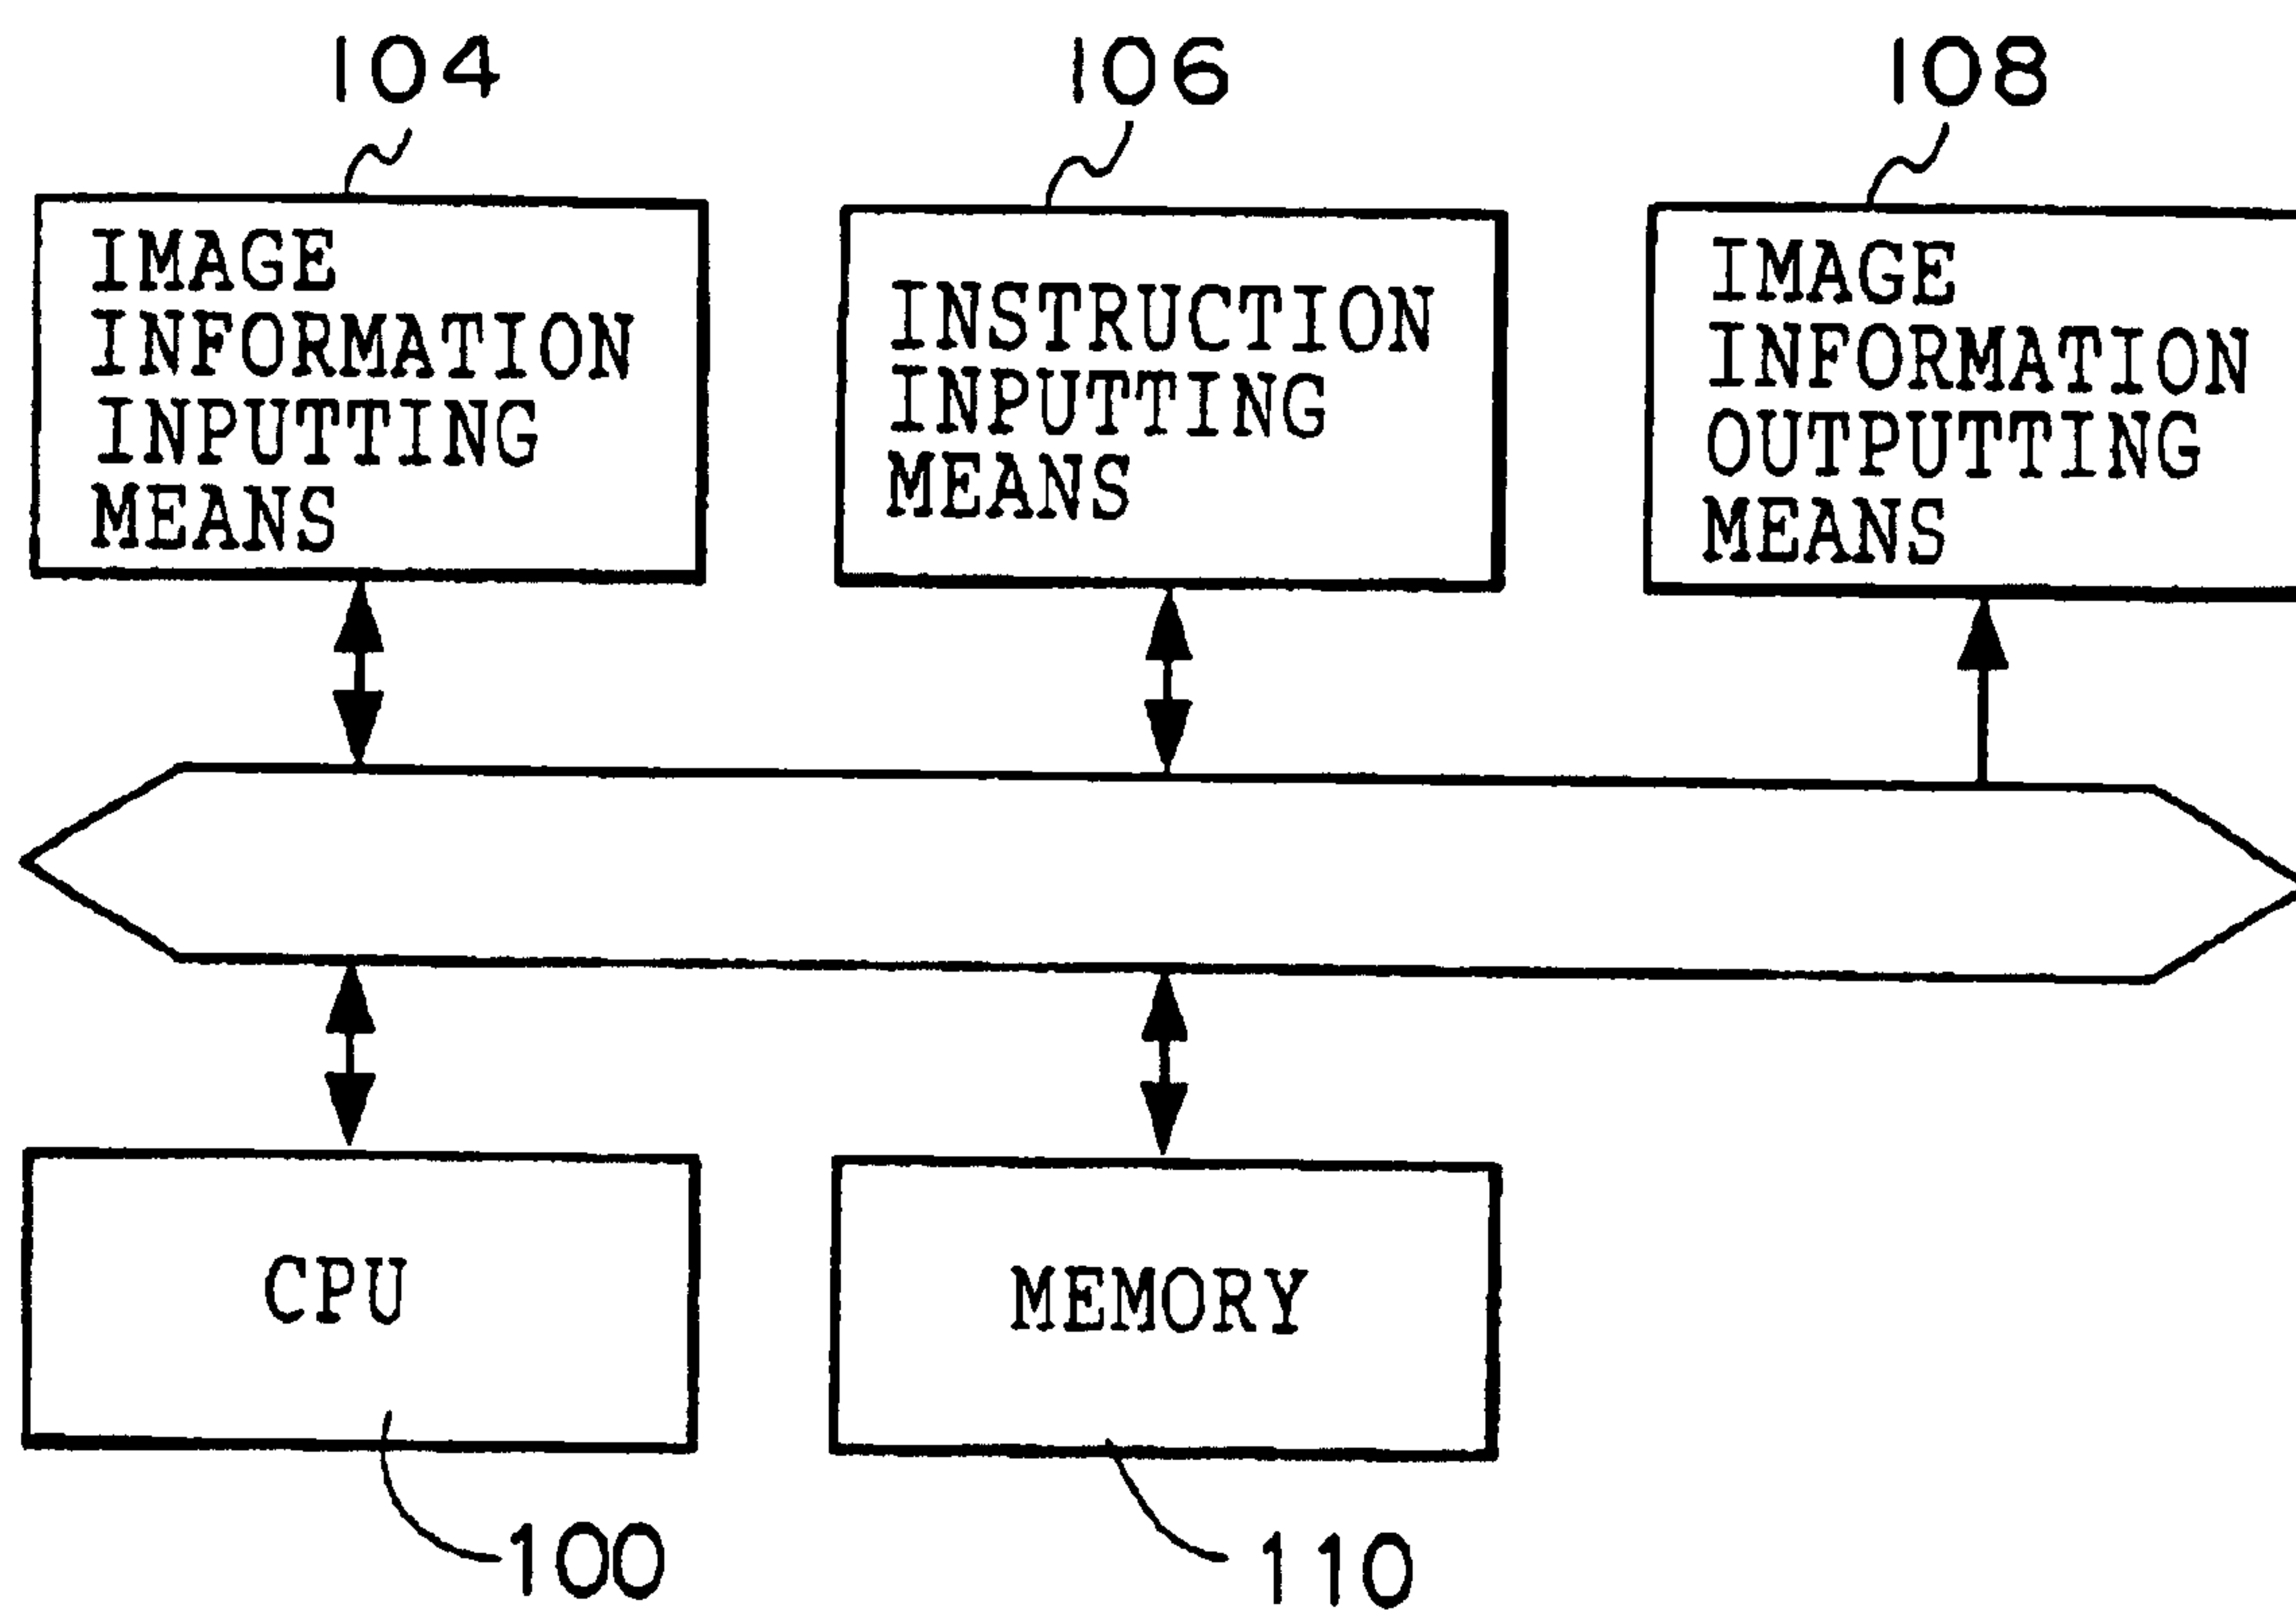 104
106
108
IMAGE
INFORMATION
INPUTTING
MEANS
INSTRUCTION
INPUTTING
MEANS
IMAGE
INFORMATION
OUTPUTTING
MEANS
CPU
MEMORY
100
110